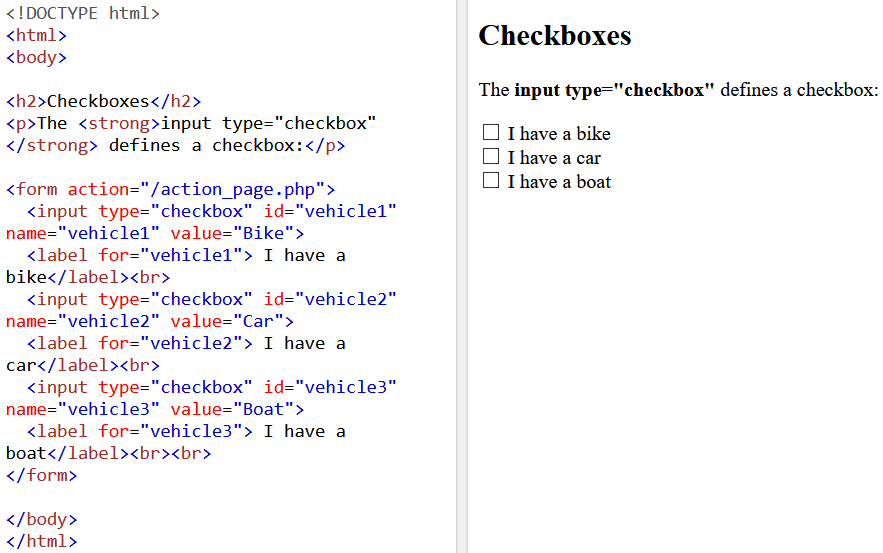 <!DOCTYPE html>
<html>
<body>
<h2>Checkboxes</h2>
<p>The <strong>input type="checkbox"
</strong> defines a checkbox:</p>
<form action="/action_page.php">
<input type="checkbox" id="vehicle1"
name="vehicle1" value="Bike">
<label for="vehicle1"> I have a
bike</label><br>
<input type="checkbox" id="vehicle2"
name="vehicle2" value="Car">
<label for="vehicle2"> I have a
car</label><br>
<input type="checkbox" id="vehicle3"
name="vehicle3" value="Boat">
<label for="vehicle3"> I have a
boat</label><br><br>
</form>
</body>
</html>
Checkboxes
The input type="checkbox" defines a checkbox:
I have a bike
I have a car
I have a boat